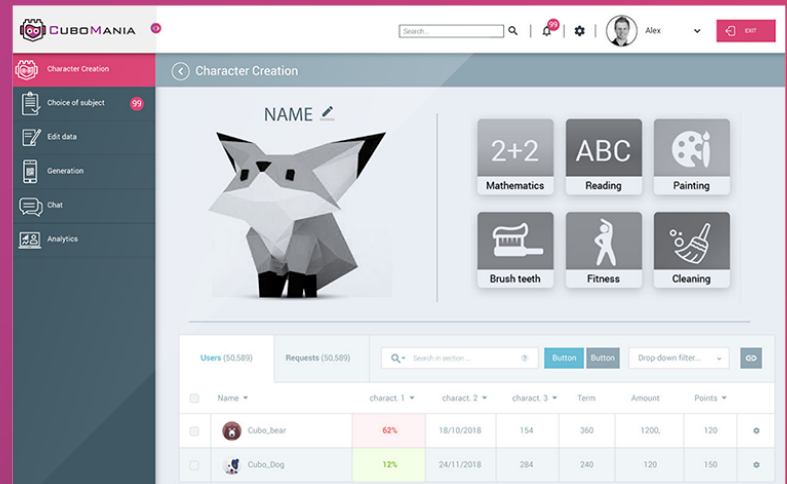 CUBOMANIA
Search...
99
Alex
EXIT
Character Creation
Choice of subject
99
Edit data
Generation
Chat
Analytics
Character Creation
NAME
2+2
Mathematics
ABC
Reading
Painting
Brush teeth
Fitness
Cleaning
Users (50,589)
Requests (50,589)
Search in section ...
Button
Button
Drop-down filter...
Name
charact. 1
charact. 2
charact. 3
Term
Amount
Points
Cubo_bear
62%
18/10/2018
154
360
1200,
120
Cubo_Dog
12%
24/11/2018
284
240
120
150